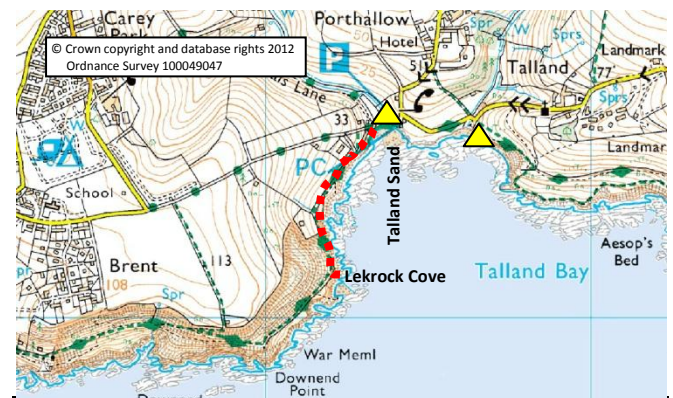 Carey
Park
Porthallow
Hotel
50
25
51
Spr
W
Sprs
Landmark
Talland
77
Sprs
Landmar
© Crown copyright and database rights 2012
Ordnance Survey 100049047
P
Lane
33
W
PC
Talland Sand
School
Brent
113
108
Spr
Lekrock Cove
Talland Bay
Aesop's
Bed
War Meml
Downend
Point